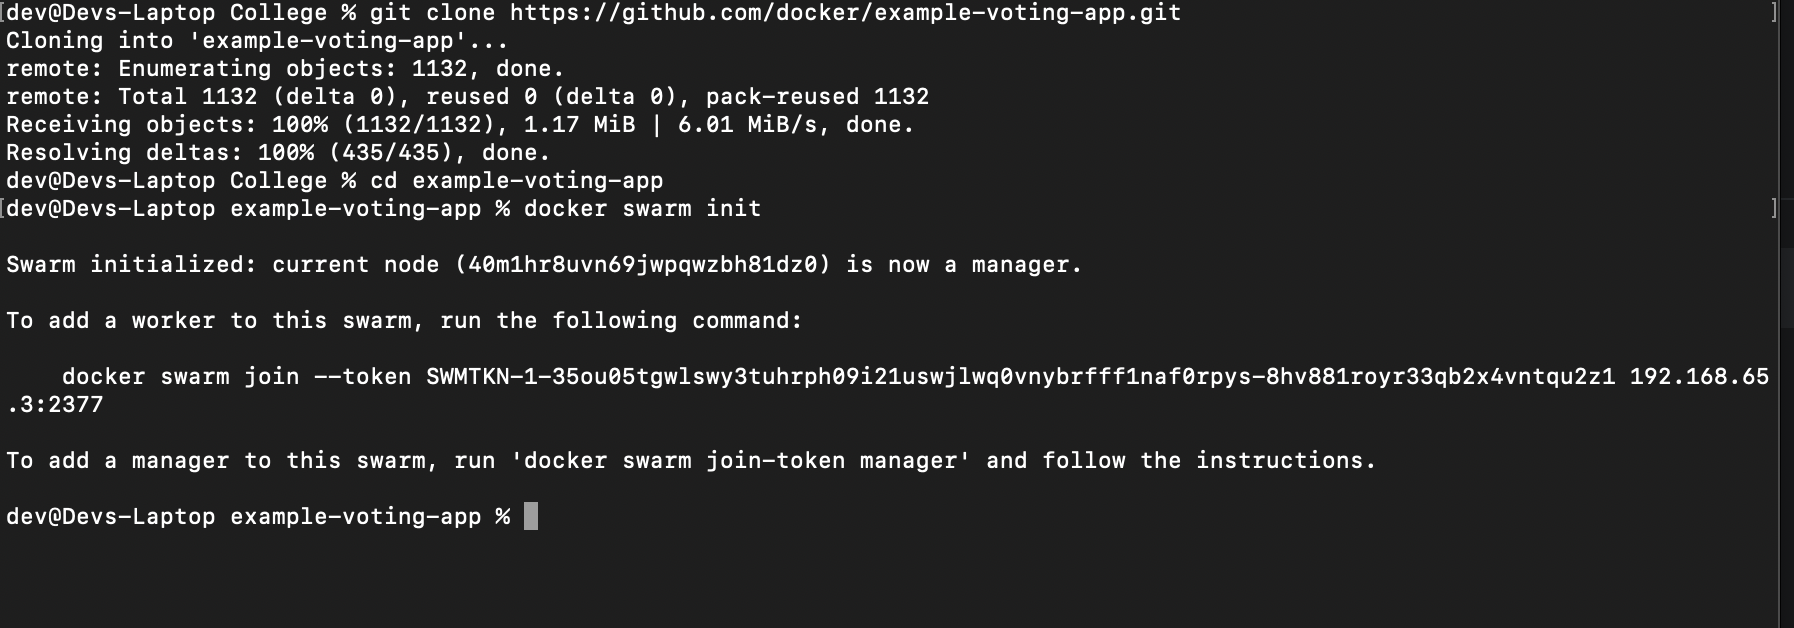 [dev@Devs-Laptop College % git clone https://github.com/docker/example-voting-app.git ]
Cloning into 'example-voting-app'...
remote: Enumerating objects: 1132, done.
remote: Total 1132 (delta 0), reused 0 (delta 0), pack-reused 1132
Receiving objects: 100% (1132/1132), 1.17 MiB | 6.01 MiB/s, done.
Resolving deltas: 100% (435/435), done.
dev@Devs-Laptop College % cd example-voting-app
[dev@Devs-Laptop example-voting-app % docker swarm init ]
Swarm initialized: current node (40m1hr8uvn69jwpqwzbh81dz0) is now a manager.
To add a worker to this swarm, run the following command:
docker swarm join --token SWMTKN-1-35ou05tgwlswy3tuhrph09i21uswjlwq0vnybrfff1naf0rpys-8hv881royr33qb2x4vntqu2z1 192.168.65
.3:2377
To add a manager to this swarm, run 'docker swarm join-token manager' and follow the instructions.
dev@Devs-Laptop example-voting-app %